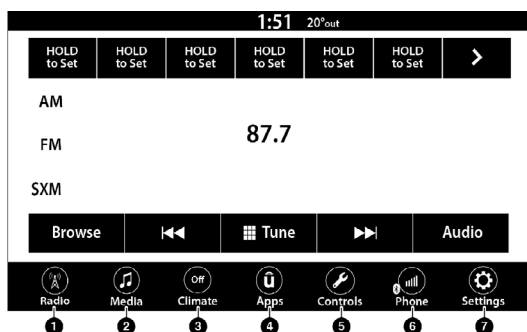 1:51 20°out
HOLD to Set HOLD to Set HOLD to Set HOLD to Set HOLD to Set HOLD to Set >
AM
87.7
FM
SXM
Browse Tune Audio
Off û
Radio Media Climate Apps Controls Phone Settings
1 2 3 4 5 6 7